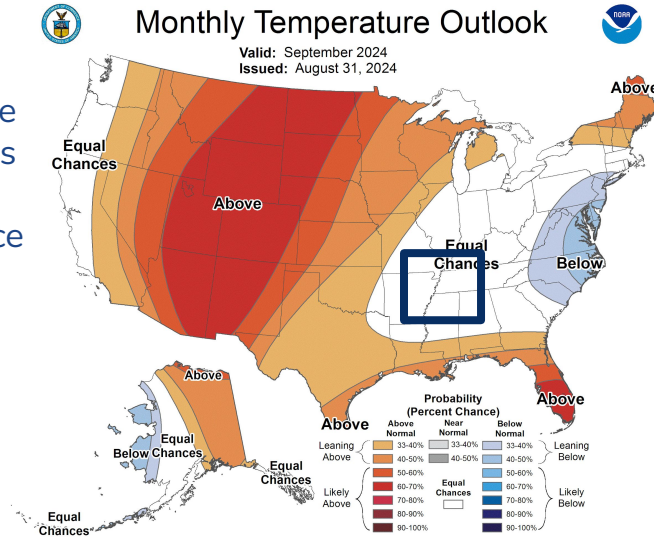 NOAA
Monthly Temperature Outlook
Valid: September 2024
Issued: August 31, 2024
e
s
ce
Equal
Chances
Above
Above
Equal
Chances
Below
Above
Above
Above
Below
Equal
Chances
Equal
Chances
Equal
Chances
Probability
(Percent Chance)
Above
Normal
Near
Normal
Below
Normal
Leaning
Above
33-40%
33-40%
33-40%
Leaning
Below
40-50%
40-50%
40-50%
50-60%
50-60%
Likely
Above
60-70%
Equal
Chances
60-70%
Likely
Below
70-80%
70-80%
80-90%
80-90%
90-100%
90-100%